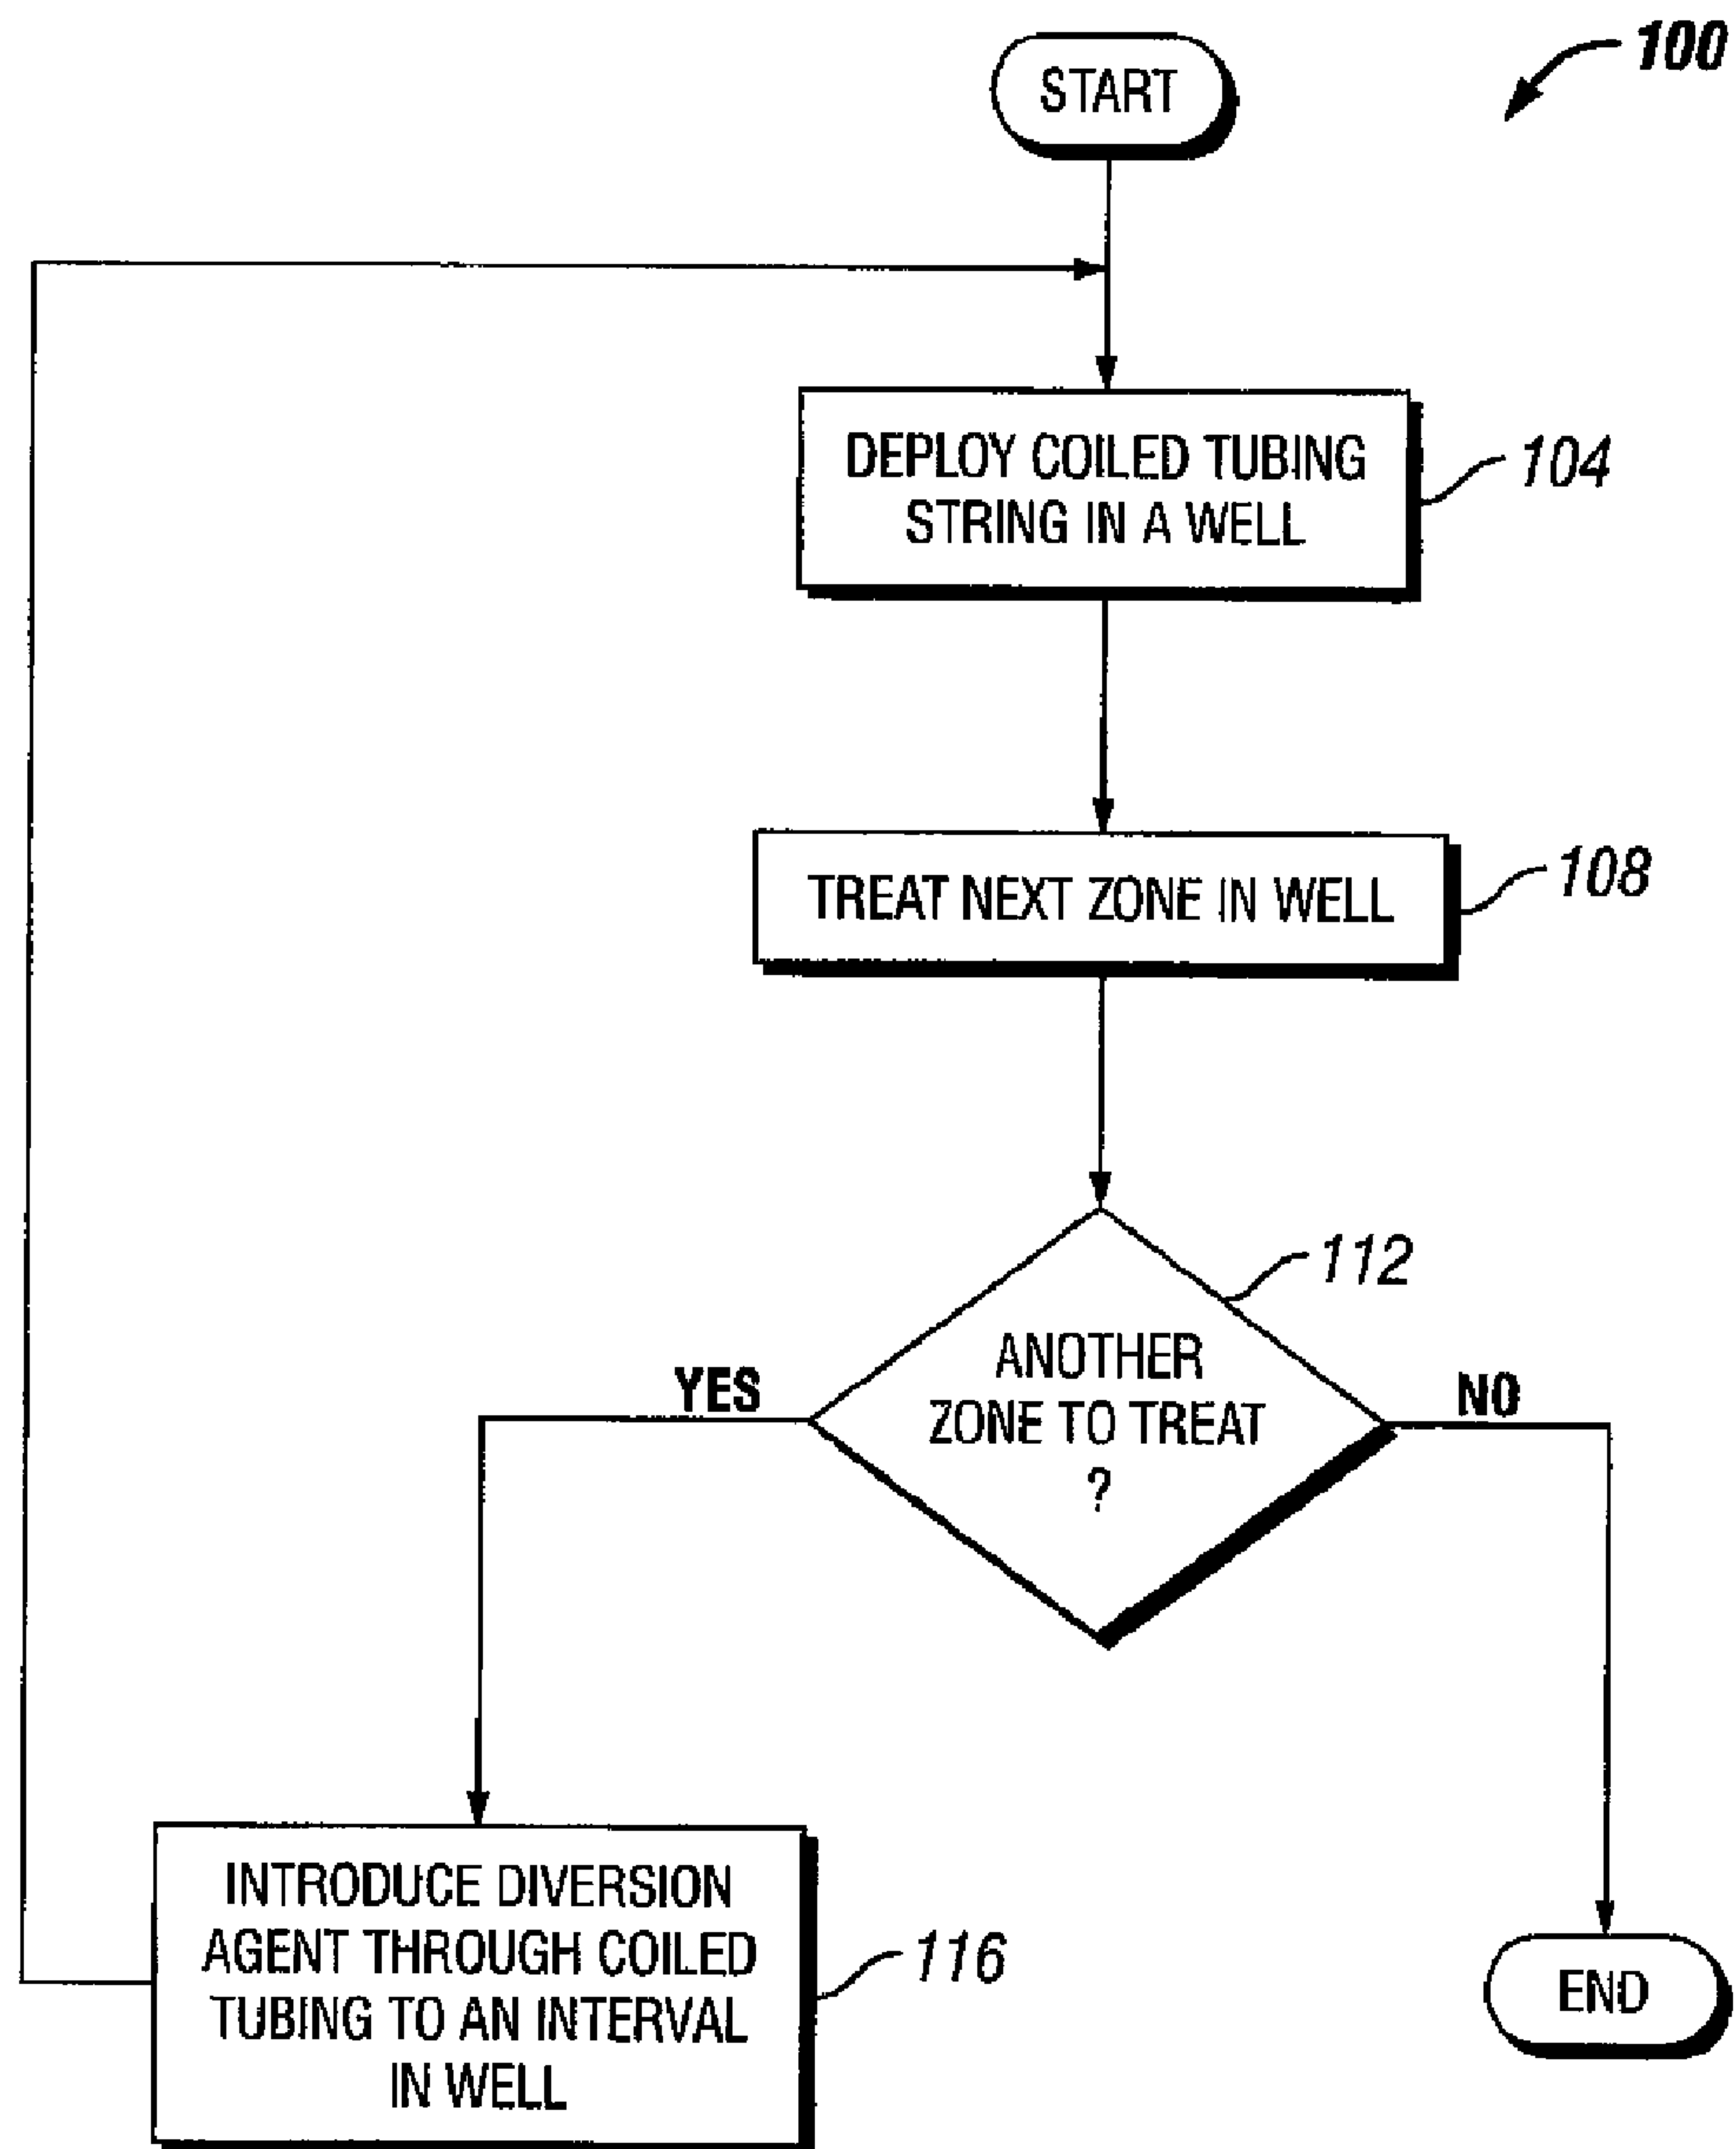 100
START
DEPLOY COILED TUBING
STRING IN A WELL
104
TREAT NEXT ZONE IN WELL
108
112
ANOTHER
ZONE TO TREAT
?
YES
NO
INTRODUCE DIVERSION
AGENT THROUGH COILED
TUBING TO AN INTERVAL
IN WELL
116
END